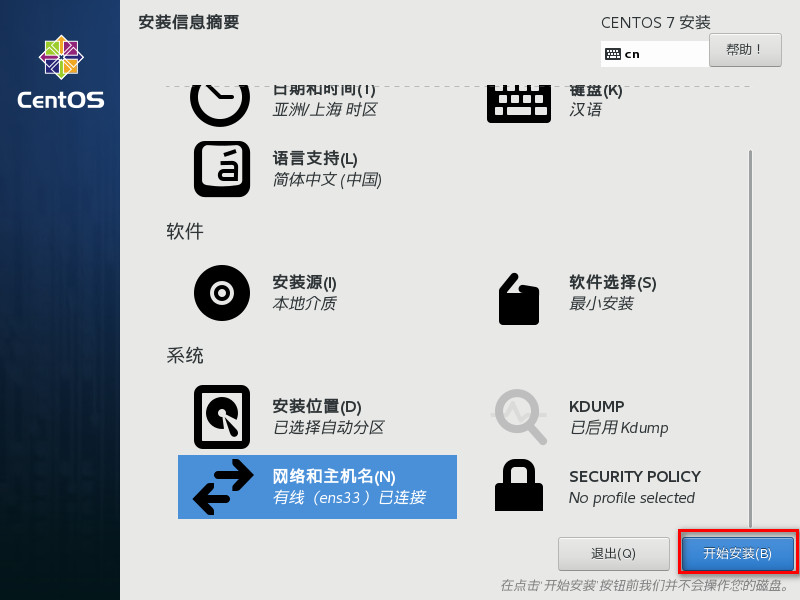 CentOS
安装信息摘要
CENTOS 7 安装
cn
帮助！
日期和时间(T)
亚洲/上海 时区
键盘(K)
汉语
语言支持(L)
简体中文 (中国)
软件
安装源(I)
本地介质
软件选择(S)
最小安装
系统
安装位置(D)
已选择自动分区
KDUMP
已启用 Kdump
网络和主机名(N)
有线（ens33）已连接
SECURITY POLICY
No profile selected
退出(Q)
开始安装(B)
在点击“开始安装”按钮前我们并不会操作您的磁盘。